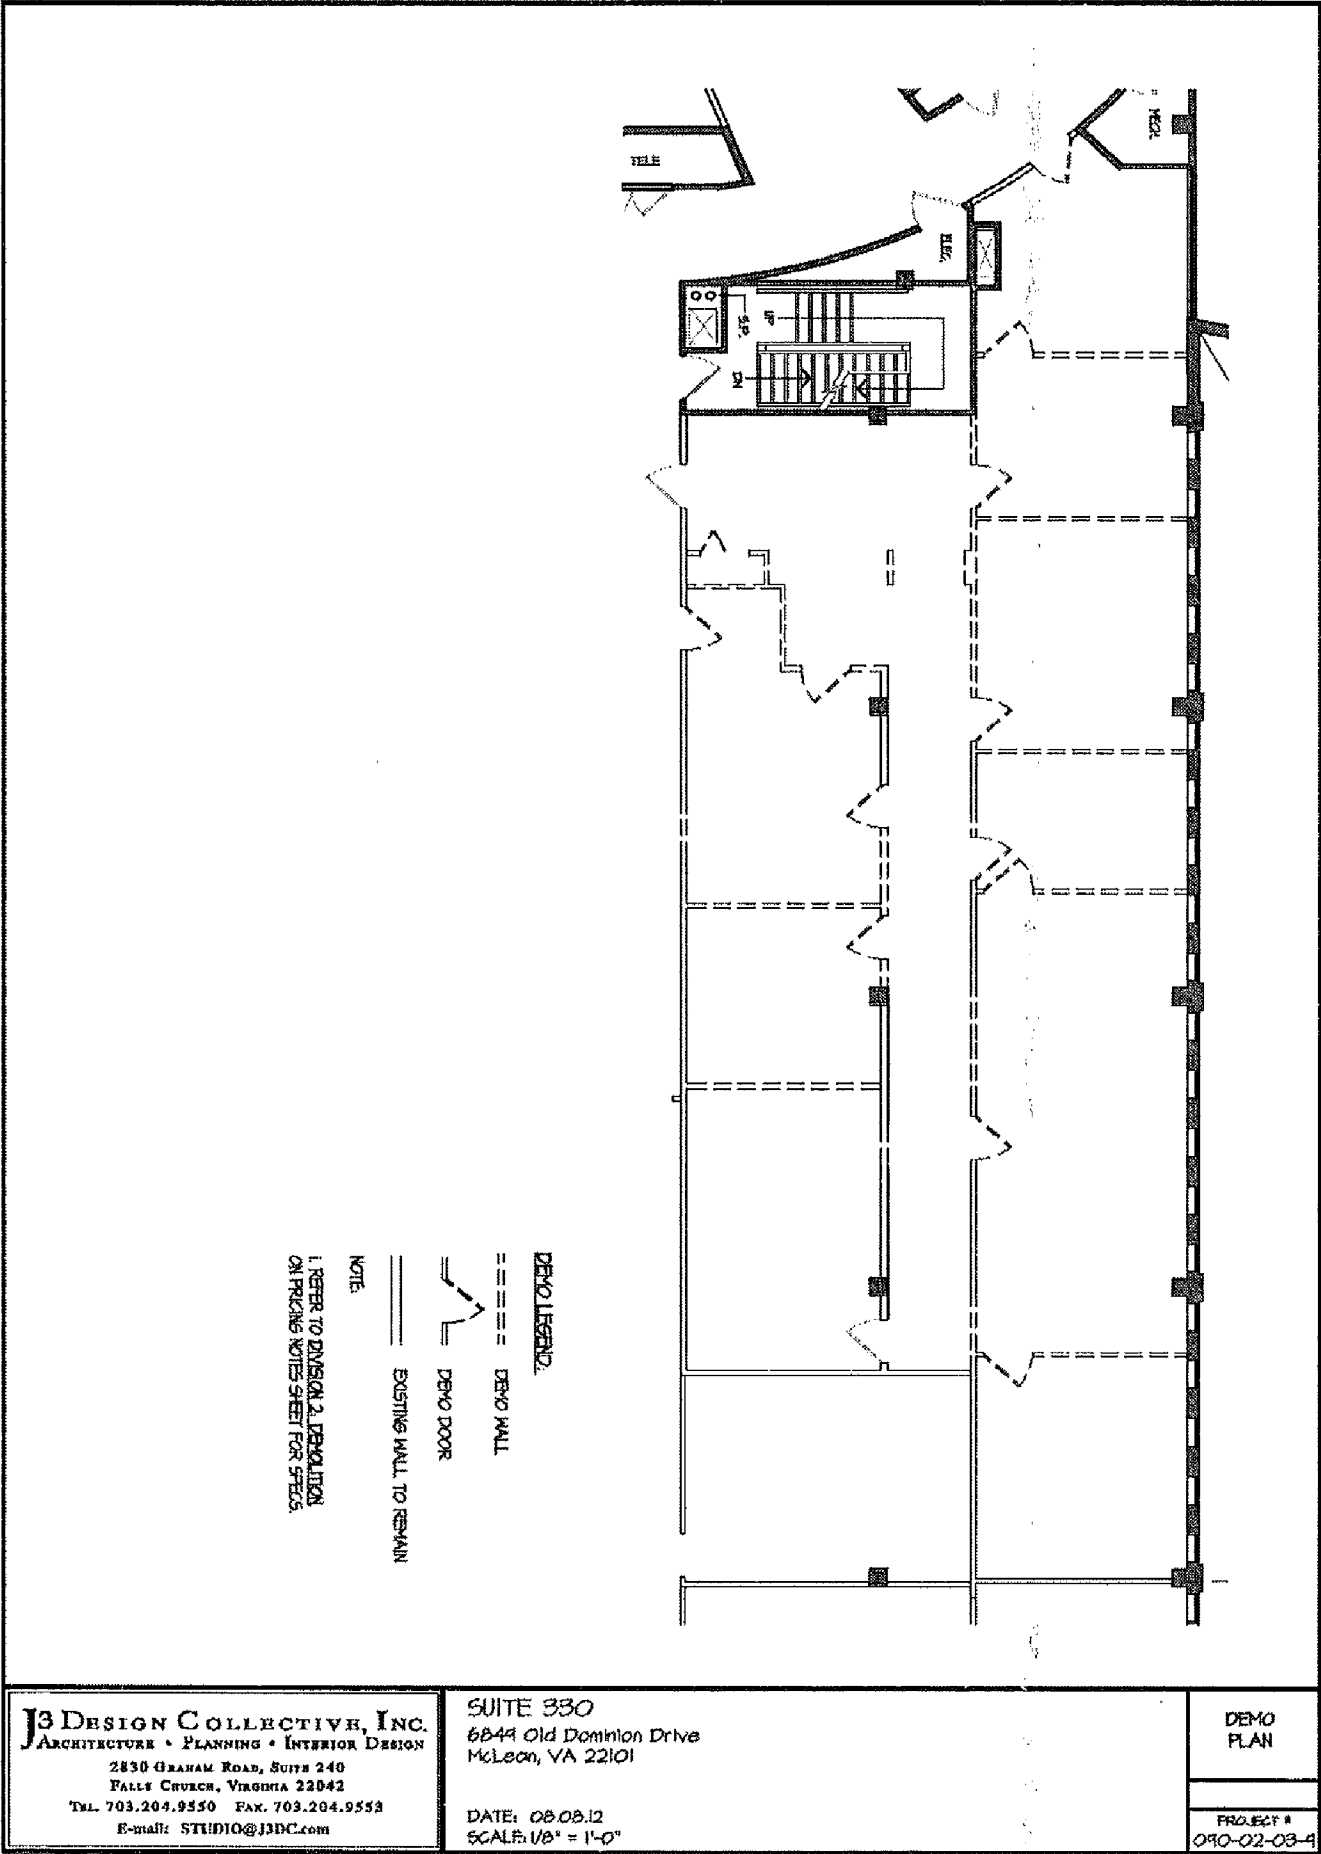 MECH.
TELE
ELEC.
S.P.
UP
DN
DEMO LEGEND:
DEMO WALL
DEMO DOOR
EXISTING WALL TO REMAIN
NOTE:
1. REFER TO DIVISION 2. DEMOLITION
ON PRICING NOTES SHEET FOR SPECS.
J3 DESIGN COLLECTIVE, INC.
ARCHITECTURE • PLANNING • INTERIOR DESIGN
2830 GRAHAM ROAD, SUITE 240
FALLS CHURCH, VIRGINIA 22042
TEL. 703.204.9550 FAX. 703.204.9553
E-mail: STUDIO@J3DC.com
SUITE 330
6849 Old Dominion Drive
McLean, VA 22101
DATE: 08.08.12
SCALE: 1/8" = 1'-0"
DEMO
PLAN
PROJECT #
090-02-03-9